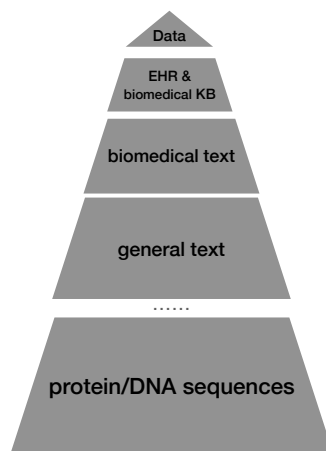 Data
EHR &
biomedical KB
biomedical text
general text
......
protein/DNA sequences